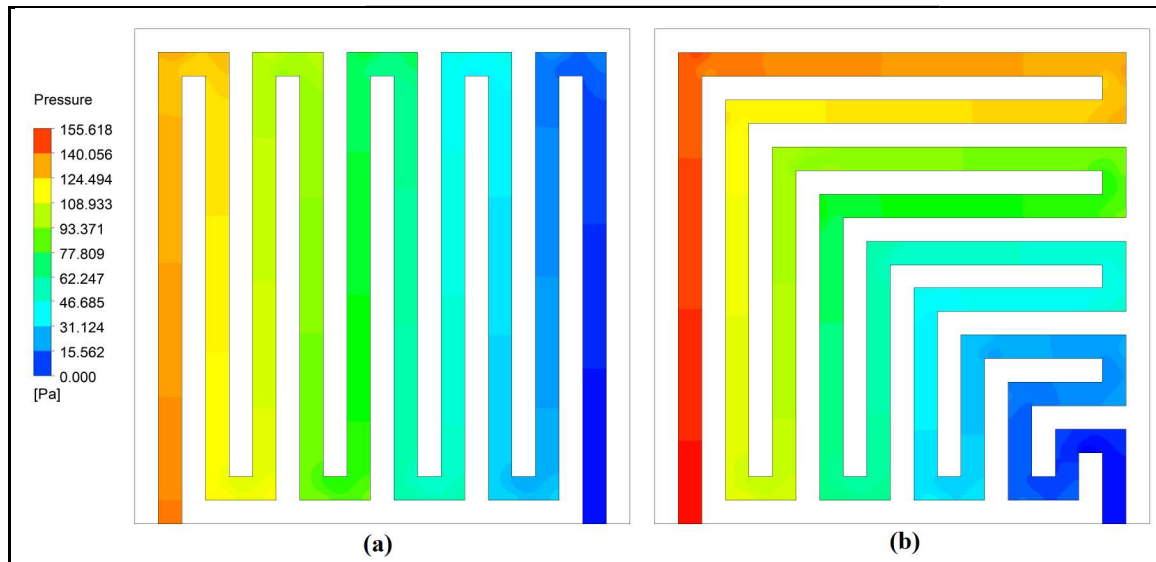 Pressure
155.618
140.056
124.494
108.933
93.371
77.809
62.247
46.685
31.124
15.562
0.000
[Pa]
(a)
(b)